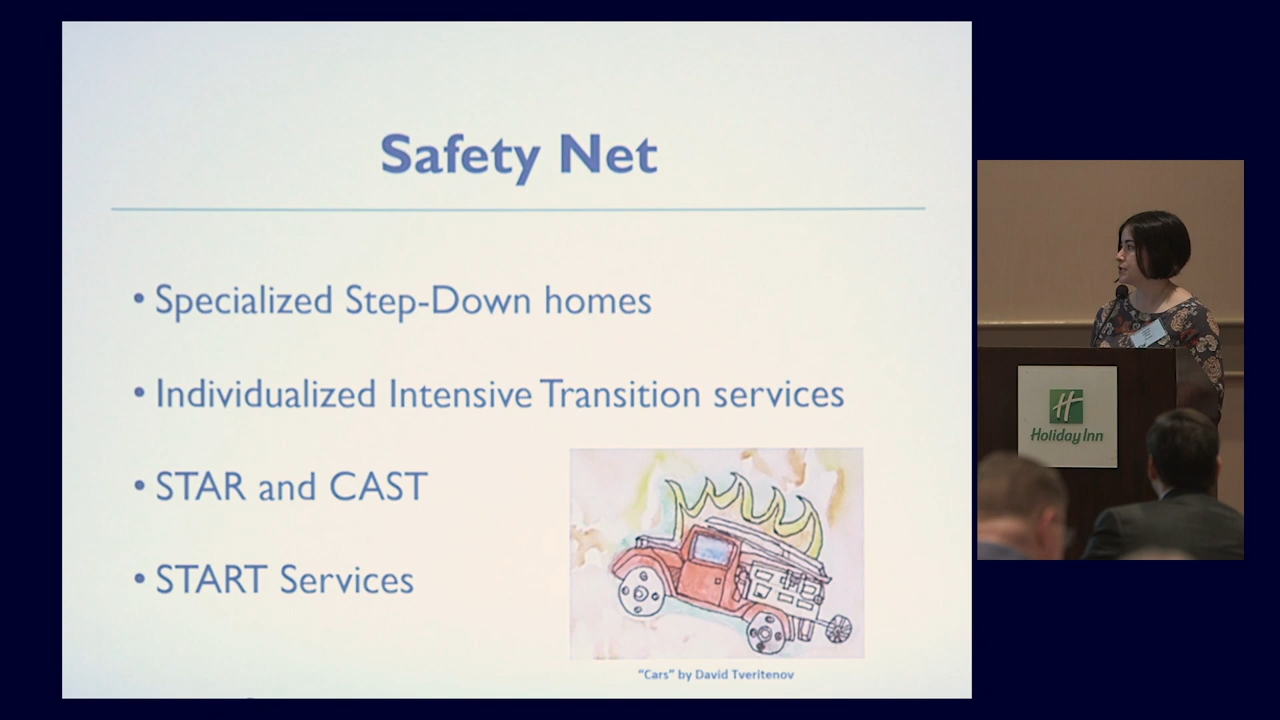 Safety Net
• Specialized Step-Down homes
• Individualized Intensive Transition services
• STAR and CAST
• START Services
"Cars" by David Tveritenov
H
Holiday Inn